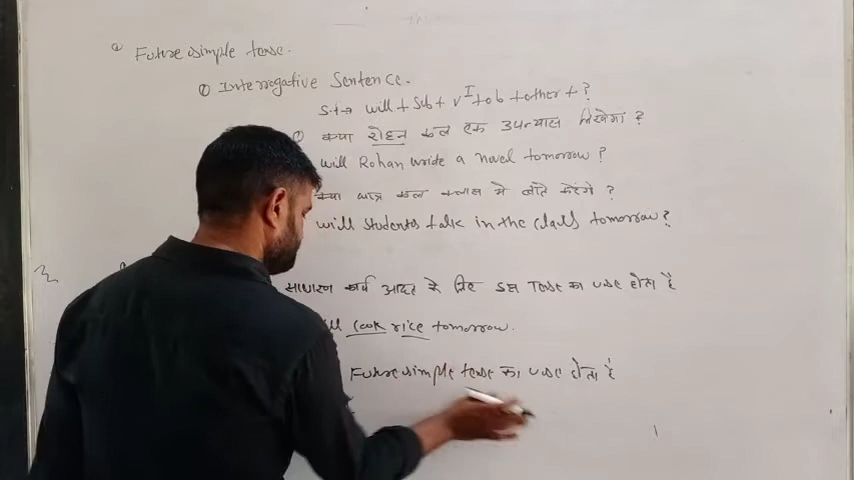 Future simple tense.
Interrogative Sentence.
St → will + Sub + V I + ob + other + ?
क्या रोहन कल एक उपन्यास लिखेगा ?
will Rohan write a novel tomorrow ?
क्या छात्र कल क्लास मे बाते करेंगे ?
will students talk in the class tomorrow ?
साधारण कार्य आदत के लिए इस Tense का use होता है
cook rice tomorrow.
Future simple tense का use होता है